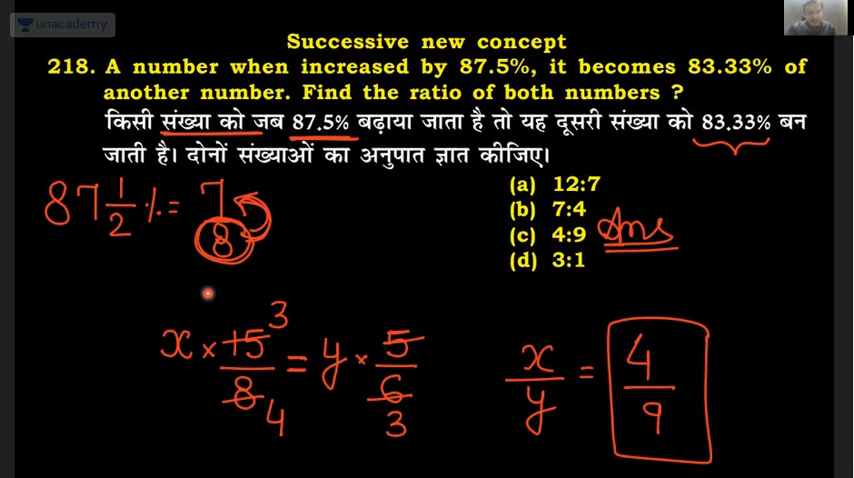 unacademy
Successive new concept
218. A number when increased by 87.5%, it becomes 83.33% of
another number. Find the ratio of both numbers ?
किसी संख्या को जब 87.5% बढ़ाया जाता है तो यह दूसरी संख्या को 83.33% बन
जाती है। दोनों संख्याओं का अनुपात ज्ञात कीजिए।
(a) 12:7
(b) 7:4
(c) 4:9 Ans
(d) 3:1
87 1/2 % = 7/8
x × 15/8 = y × 5/6
3 4 3
x/y = 4/9